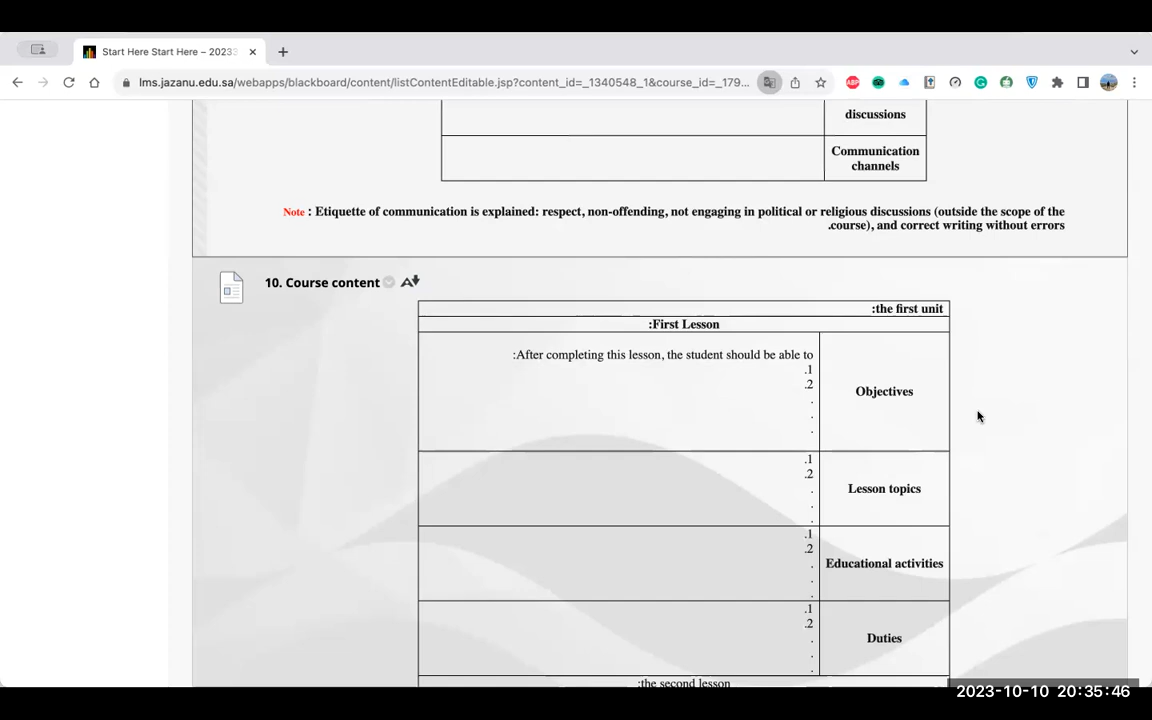 Start Here Start Here – 20233
lms.jazanu.edu.sa/webapps/blackboard/content/listContentEditable.jsp?content_id=_1340548_1&course_id=_179...
discussions
Communication
channels
Note : Etiquette of communication is explained: respect, non-offending, not engaging in political or religious discussions (outside the scope of the
.course), and correct writing without errors
10. Course content
:the first unit
:First Lesson
:After completing this lesson, the student should be able to
.1
.2
.
.
.
Objectives
.1
.2
.
.
.
Lesson topics
.1
.2
.
.
.
Educational activities
.1
.2
.
.
.
Duties
:the second lesson
2023-10-10 20:35:46